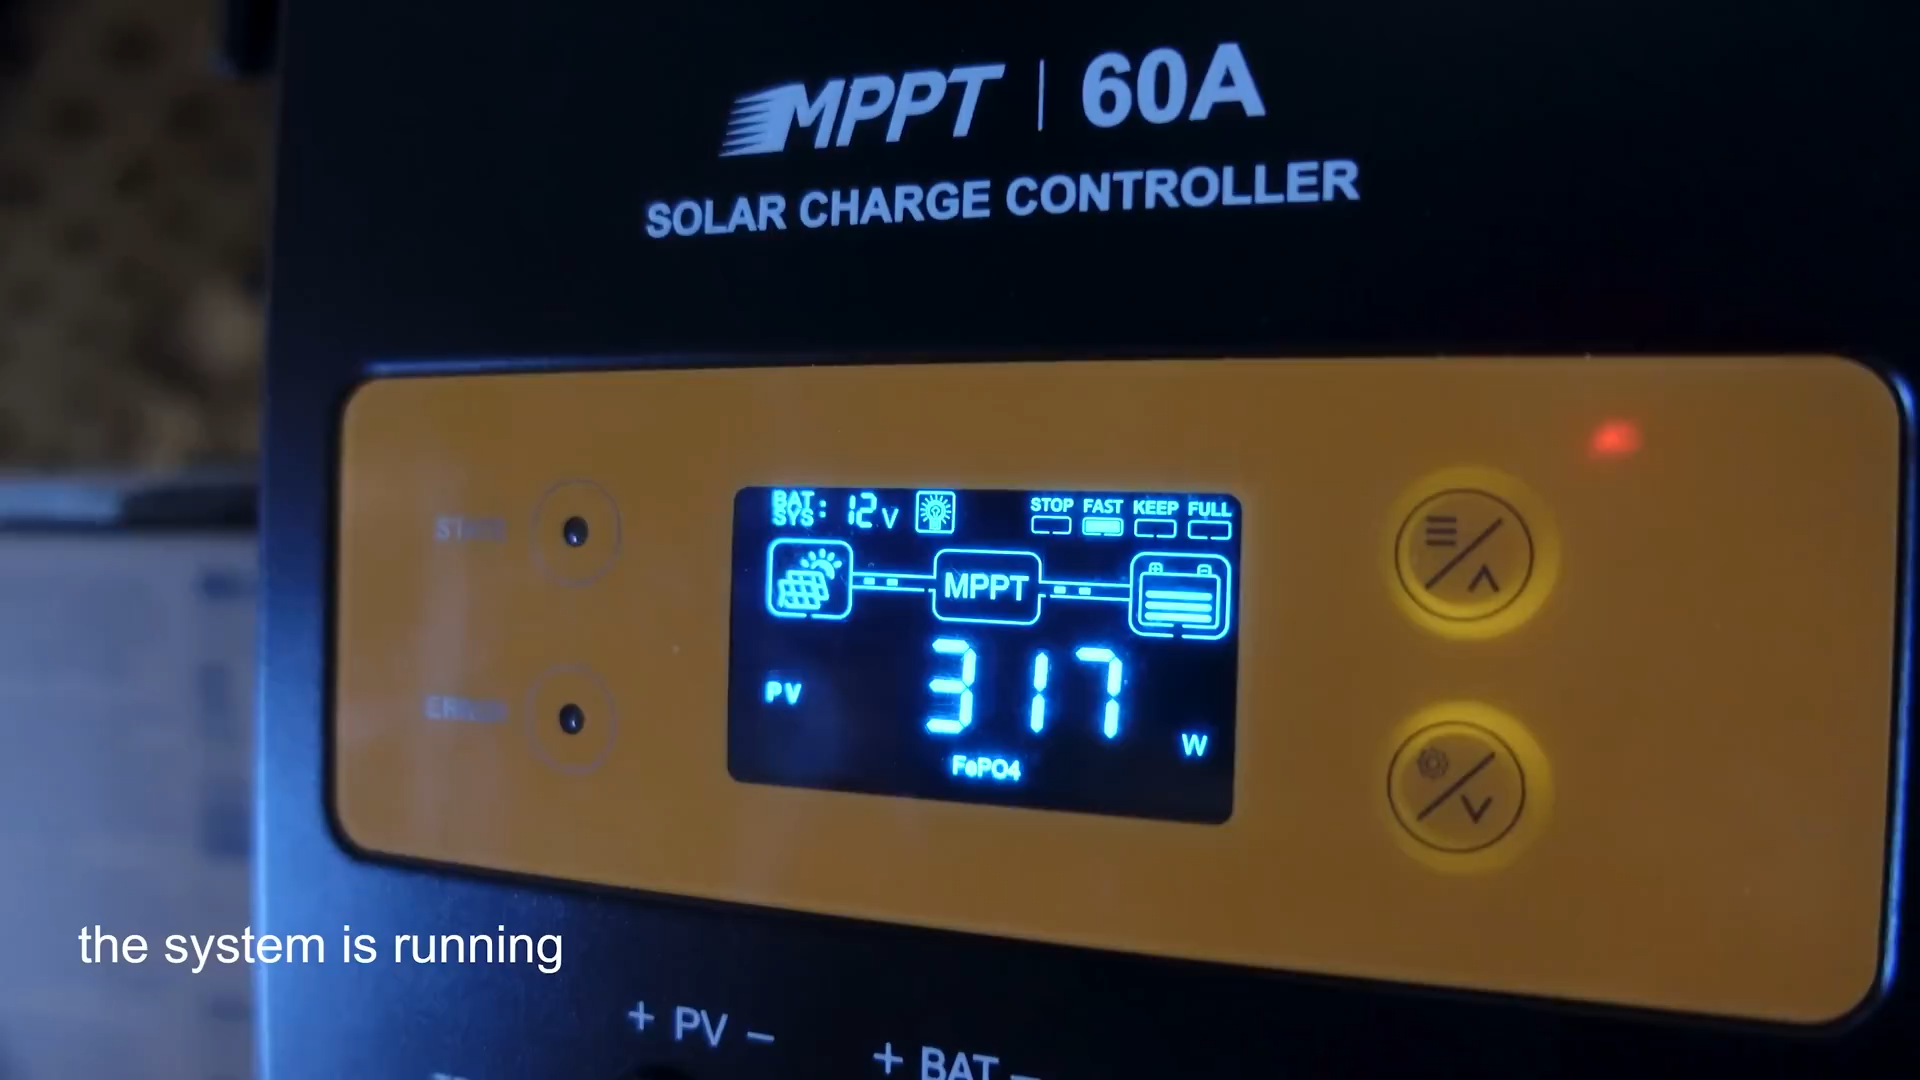 MPPT | 60A
SOLAR CHARGE CONTROLLER
BAT SYS: 12V
STOP FAST KEEP FULL
MPPT
PV 317 W
FePO4
the system is running
+ PV −
+ BAT −